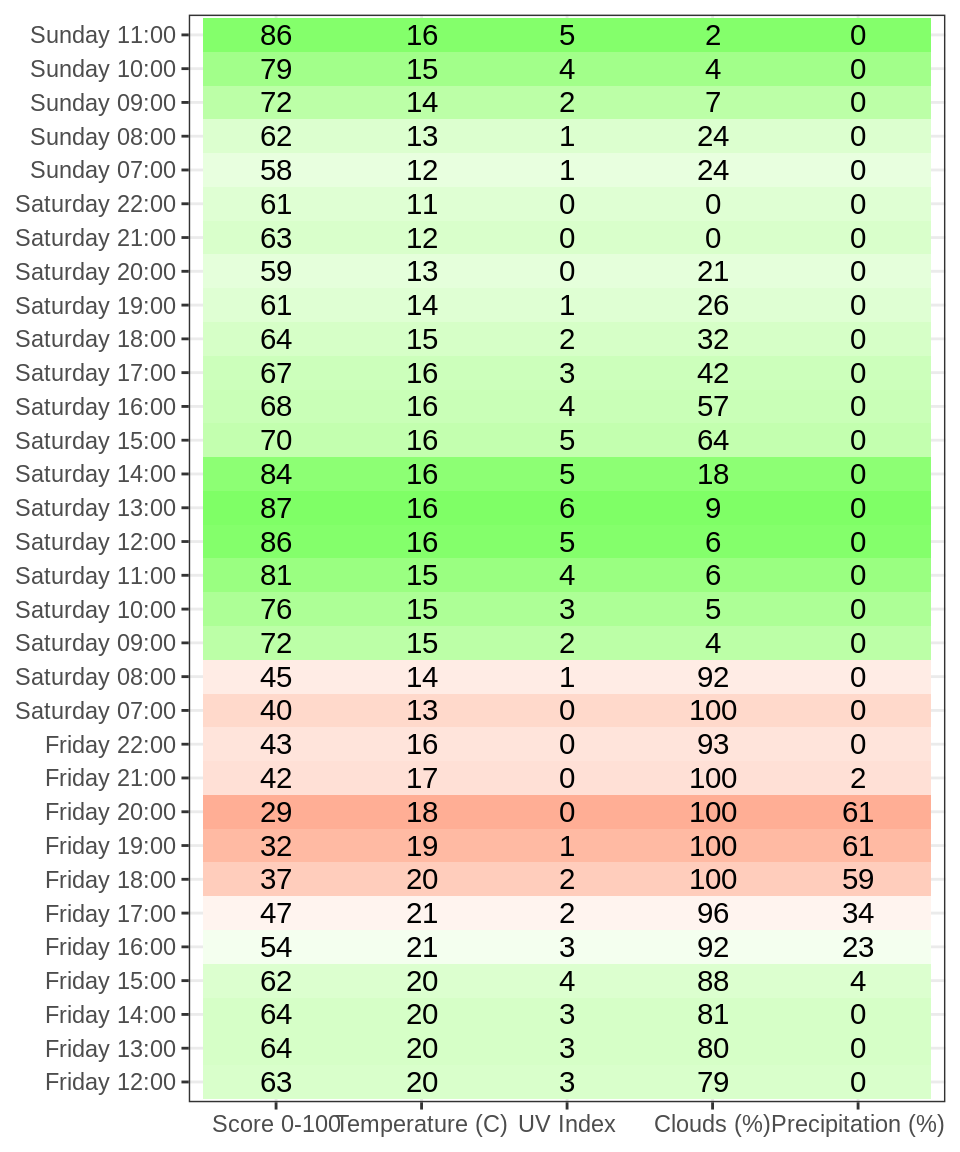 Sunday 11:00 86 16 5 2 0
Sunday 10:00 79 15 4 4 0
Sunday 09:00 72 14 2 7 0
Sunday 08:00 62 13 1 24 0
Sunday 07:00 58 12 1 24 0
Saturday 22:00 61 11 0 0 0
Saturday 21:00 63 12 0 0 0
Saturday 20:00 59 13 0 21 0
Saturday 19:00 61 14 1 26 0
Saturday 18:00 64 15 2 32 0
Saturday 17:00 67 16 3 42 0
Saturday 16:00 68 16 4 57 0
Saturday 15:00 70 16 5 64 0
Saturday 14:00 84 16 5 18 0
Saturday 13:00 87 16 6 9 0
Saturday 12:00 86 16 5 6 0
Saturday 11:00 81 15 4 6 0
Saturday 10:00 76 15 3 5 0
Saturday 09:00 72 15 2 4 0
Saturday 08:00 45 14 1 92 0
Saturday 07:00 40 13 0 100 0
Friday 22:00 43 16 0 93 0
Friday 21:00 42 17 0 100 2
Friday 20:00 29 18 0 100 61
Friday 19:00 32 19 1 100 61
Friday 18:00 37 20 2 100 59
Friday 17:00 47 21 2 96 34
Friday 16:00 54 21 3 92 23
Friday 15:00 62 20 4 88 4
Friday 14:00 64 20 3 81 0
Friday 13:00 64 20 3 80 0
Friday 12:00 63 20 3 79 0
Score 0-100 Temperature (C) UV Index Clouds (%) Precipitation (%)